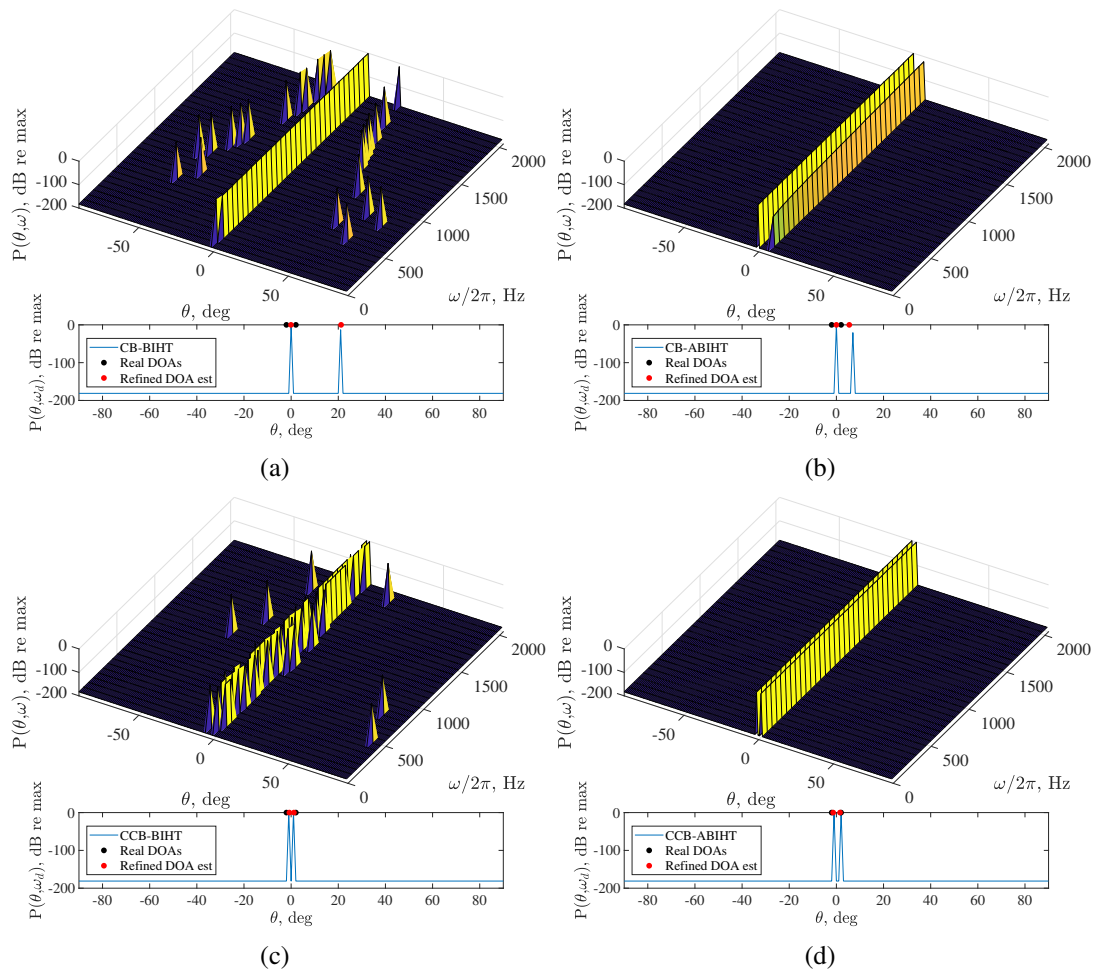 P(θ,ω), dB re max
0
-100
-200
-50
0
50
θ, deg
0
500
1000
1500
2000
ω/2π, Hz
P(θ,ω_d), dB re max
0
-100
-200
CB-BIHT
Real DOAs
Refined DOA est
-80 -60 -40 -20 0 20 40 60 80
θ, deg
(a)
P(θ,ω), dB re max
0
-100
-200
-50
0
50
θ, deg
0
500
1000
1500
2000
ω/2π, Hz
P(θ,ω_d), dB re max
0
-100
-200
CB-ABIHT
Real DOAs
Refined DOA est
-80 -60 -40 -20 0 20 40 60 80
θ, deg
(b)
P(θ,ω), dB re max
0
-100
-200
-50
0
50
θ, deg
0
500
1000
1500
2000
ω/2π, Hz
P(θ,ω_d), dB re max
0
-100
-200
CCB-BIHT
Real DOAs
Refined DOA est
-80 -60 -40 -20 0 20 40 60 80
θ, deg
(c)
P(θ,ω), dB re max
0
-100
-200
-50
0
50
θ, deg
0
500
1000
1500
2000
ω/2π, Hz
P(θ,ω_d), dB re max
0
-100
-200
CCB-ABIHT
Real DOAs
Refined DOA est
-80 -60 -40 -20 0 20 40 60 80
θ, deg
(d)